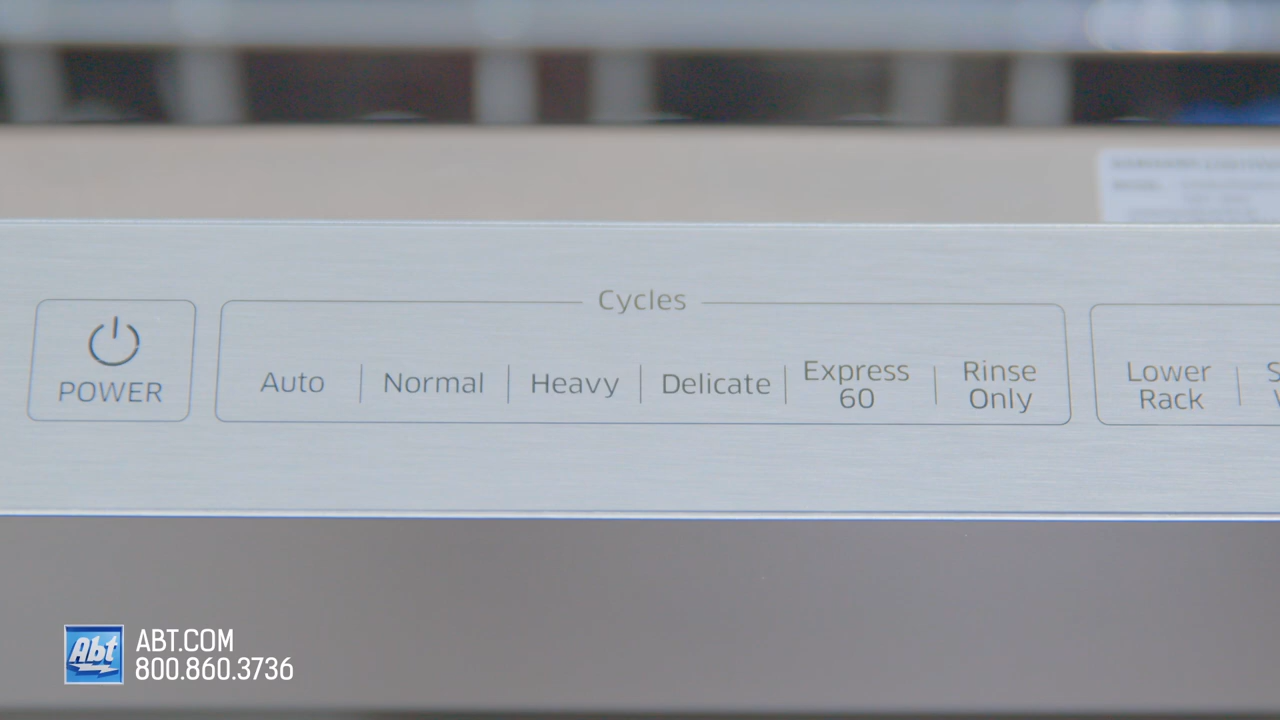 Cycles
POWER
Auto
Normal
Heavy
Delicate
Express
60
Rinse
Only
Lower
Rack
Abt
ABT.COM
800.860.3736